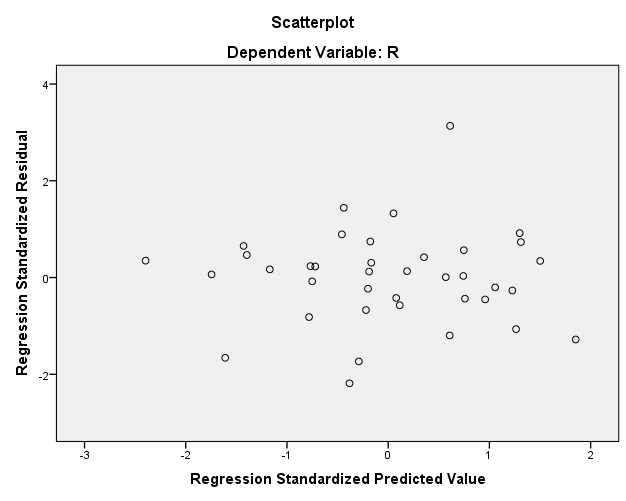 Scatterplot
Dependent Variable: R
Regression Standardized Residual
4
2
0
-2
-3
-2
-1
0
1
2
Regression Standardized Predicted Value